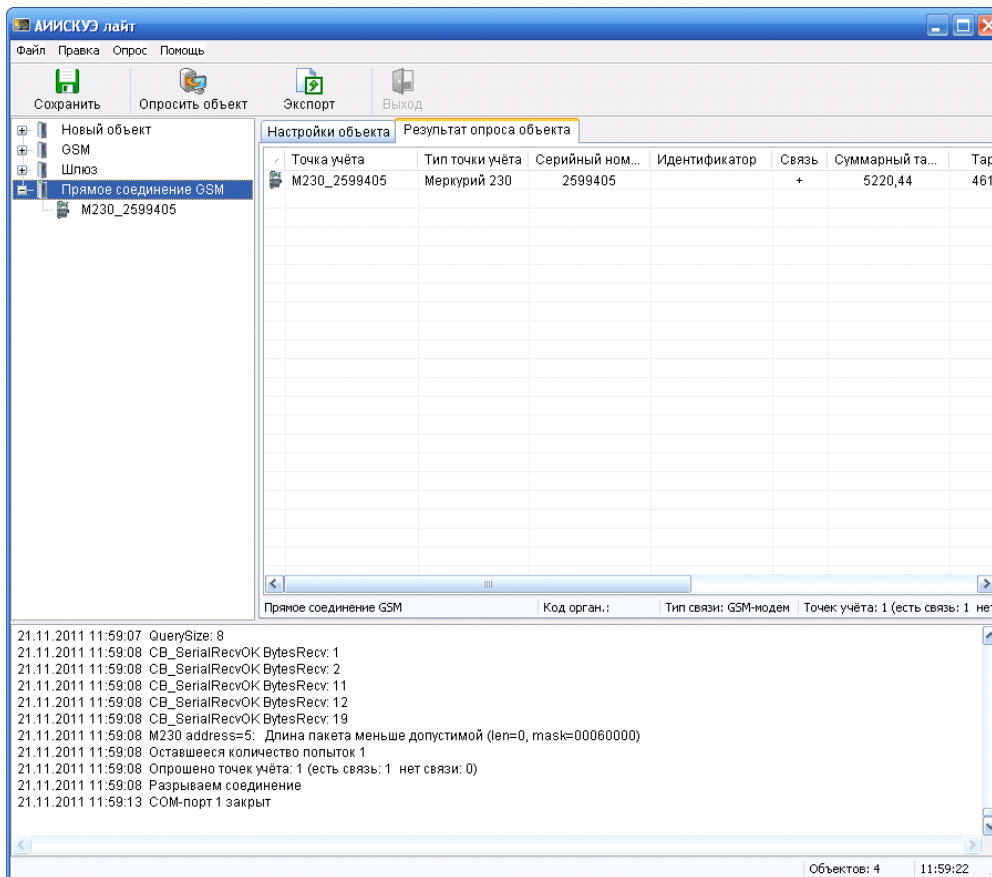 АИИСКУЭ лайт
Файл Правка Опрос Помощь
Сохранить Опросить объект Экспорт Выход
Новый объект
GSM
Шлюз
Прямое соединение GSM
М230_2599405
Настройки объекта Результат опроса объекта
Точка учёта Тип точки учёта Серийный ном... Идентификатор Связь Суммарный та... Тар
М230_2599405 Меркурий 230 2599405 + 5220,44 461
Прямое соединение GSM Код орган.: Тип связи: GSM-модем Точек учёта: 1 (есть связь: 1 нет
21.11.2011 11:59:07 QuerySize: 8
21.11.2011 11:59:08 CB_SerialRecvOK BytesRecv: 1
21.11.2011 11:59:08 CB_SerialRecvOK BytesRecv: 2
21.11.2011 11:59:08 CB_SerialRecvOK BytesRecv: 11
21.11.2011 11:59:08 CB_SerialRecvOK BytesRecv: 12
21.11.2011 11:59:08 CB_SerialRecvOK BytesRecv: 19
21.11.2011 11:59:08 M230 address=5: Длина пакета меньше допустимой (len=0, mask=00060000)
21.11.2011 11:59:08 Оставшееся количество попыток 1
21.11.2011 11:59:08 Опрошено точек учёта: 1 (есть связь: 1 нет связи: 0)
21.11.2011 11:59:08 Разрываем соединение
21.11.2011 11:59:13 COM-порт 1 закрыт
Объектов: 4 11:59:22